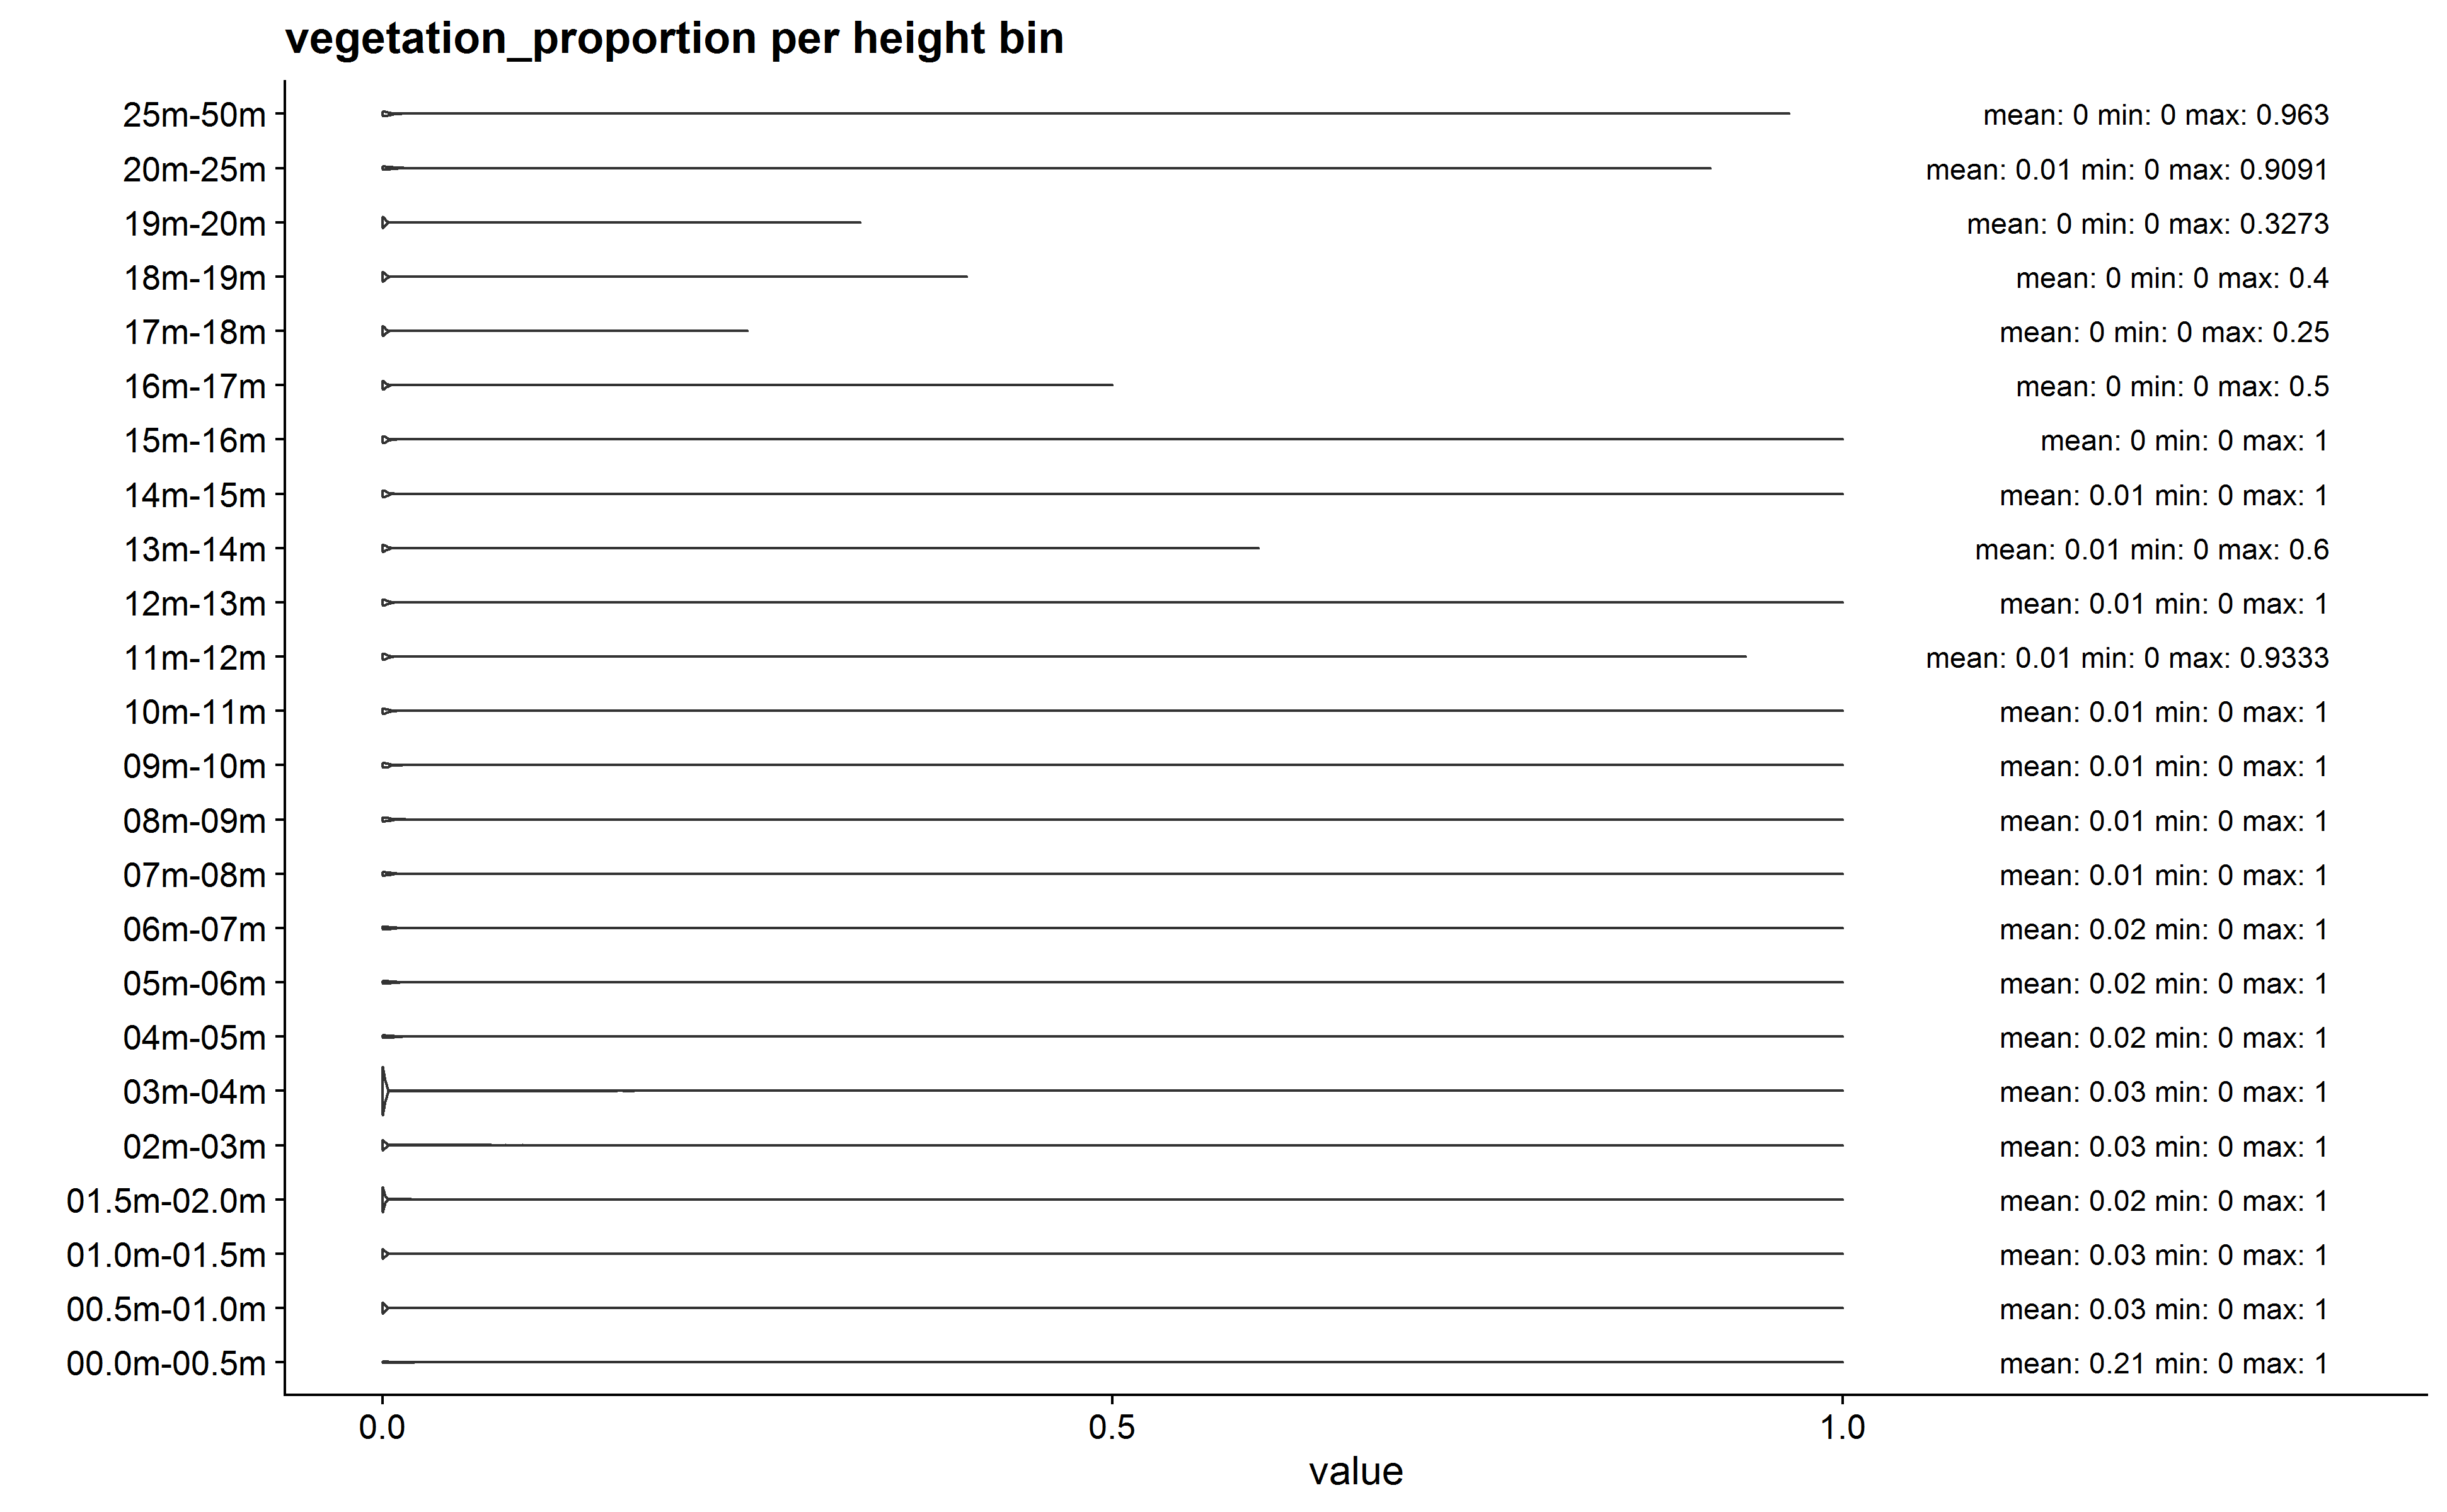 vegetation_proportion per height bin
25m-50m mean: 0 min: 0 max: 0.963
20m-25m mean: 0.01 min: 0 max: 0.9091
19m-20m mean: 0 min: 0 max: 0.3273
18m-19m mean: 0 min: 0 max: 0.4
17m-18m mean: 0 min: 0 max: 0.25
16m-17m mean: 0 min: 0 max: 0.5
15m-16m mean: 0 min: 0 max: 1
14m-15m mean: 0.01 min: 0 max: 1
13m-14m mean: 0.01 min: 0 max: 0.6
12m-13m mean: 0.01 min: 0 max: 1
11m-12m mean: 0.01 min: 0 max: 0.9333
10m-11m mean: 0.01 min: 0 max: 1
09m-10m mean: 0.01 min: 0 max: 1
08m-09m mean: 0.01 min: 0 max: 1
07m-08m mean: 0.01 min: 0 max: 1
06m-07m mean: 0.02 min: 0 max: 1
05m-06m mean: 0.02 min: 0 max: 1
04m-05m mean: 0.02 min: 0 max: 1
03m-04m mean: 0.03 min: 0 max: 1
02m-03m mean: 0.03 min: 0 max: 1
01.5m-02.0m mean: 0.02 min: 0 max: 1
01.0m-01.5m mean: 0.03 min: 0 max: 1
00.5m-01.0m mean: 0.03 min: 0 max: 1
00.0m-00.5m mean: 0.21 min: 0 max: 1
0.0 0.5 1.0
value